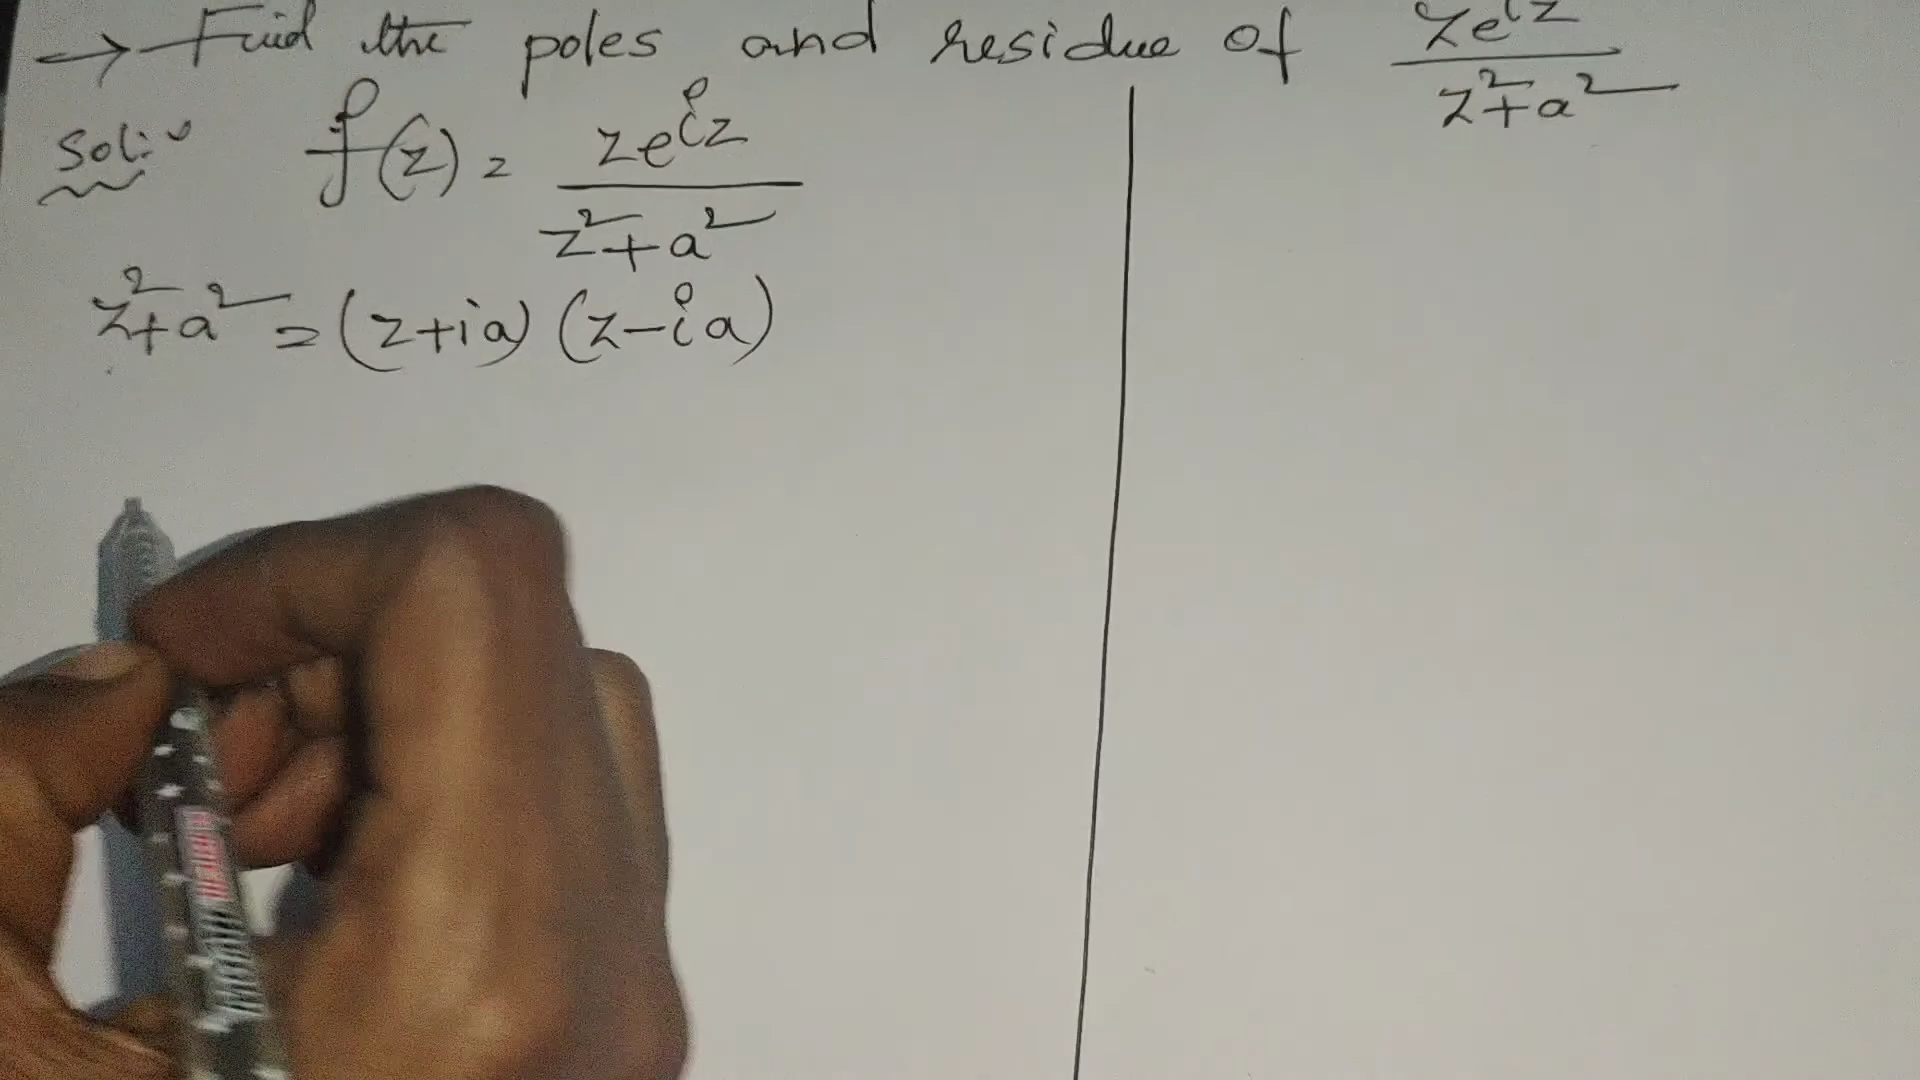 → Find the poles and residue of ze^{iz}/(z²+a²)
Sol:- f(z) = ze^{iz}/(z²+a²)
z²+a² = (z+ia)(z-ia)